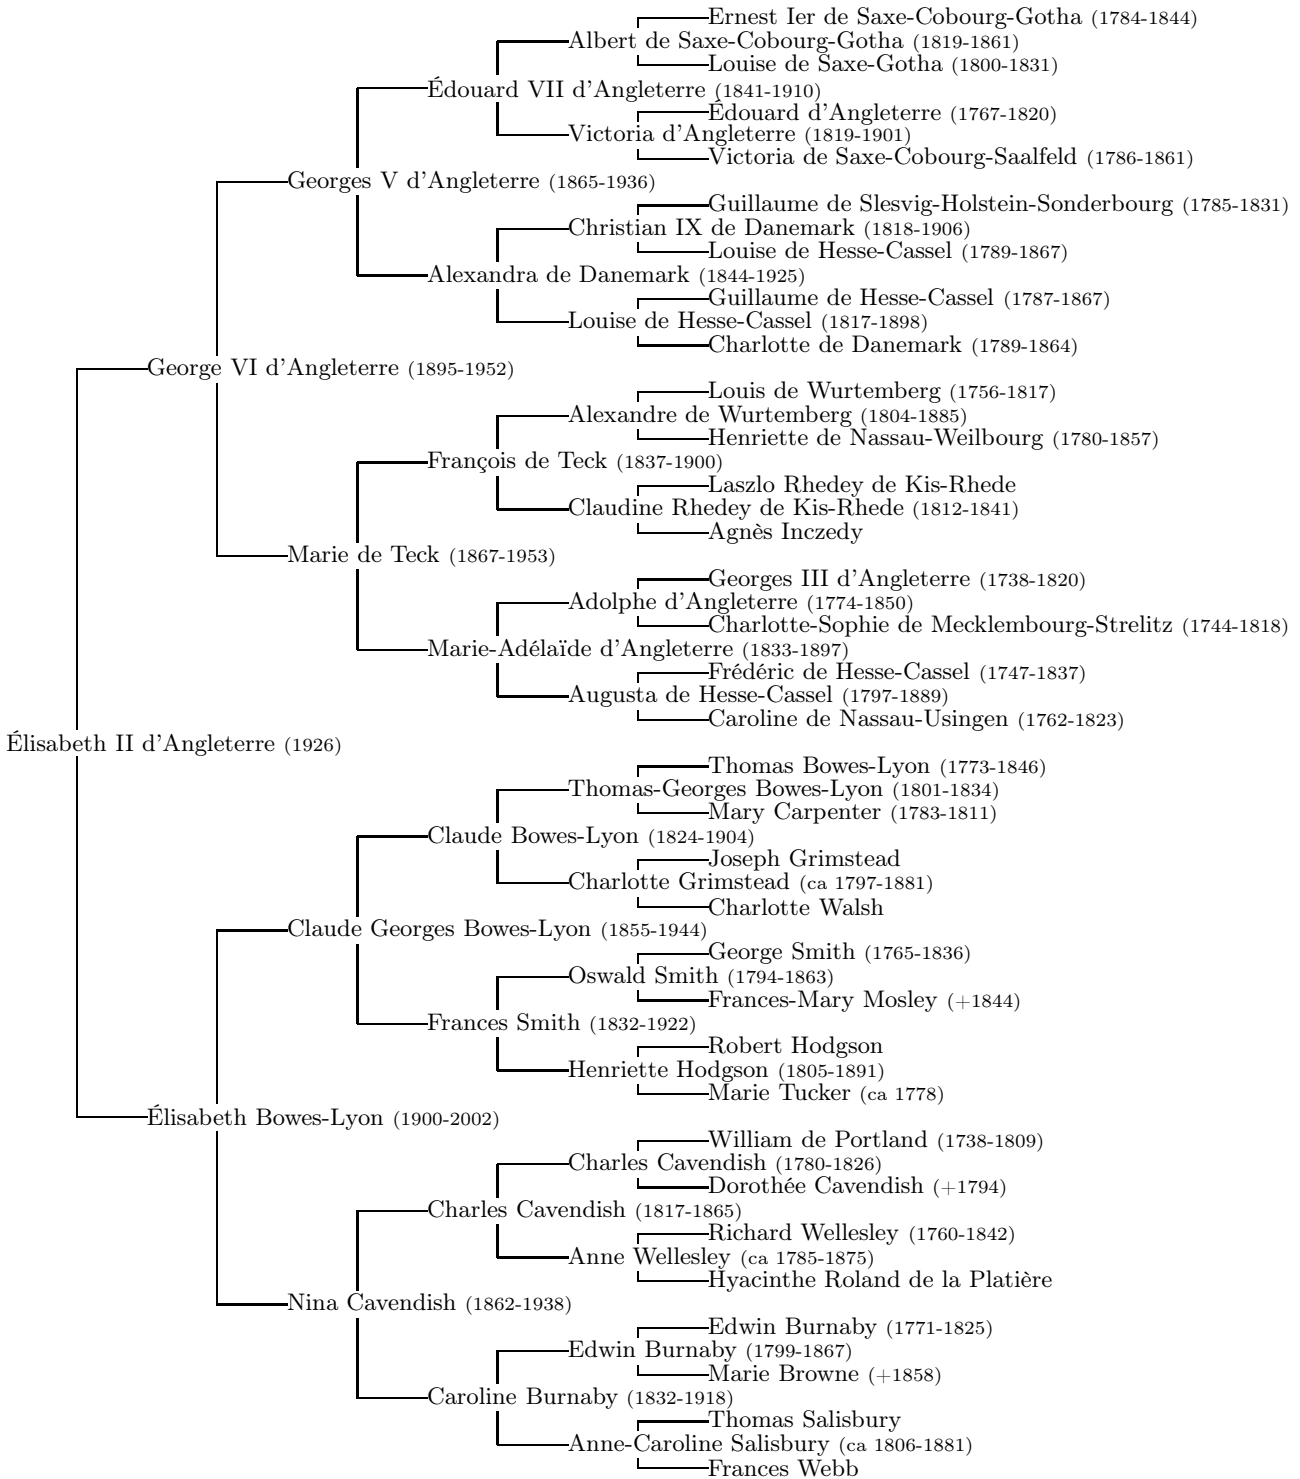 Ernest Ier de Saxe-Cobourg-Gotha (1784-1844)
Albert de Saxe-Cobourg-Gotha (1819-1861)
Louise de Saxe-Gotha (1800-1831)
Édouard VII d'Angleterre (1841-1910)
Édouard d'Angleterre (1767-1820)
Victoria d'Angleterre (1819-1901)
Victoria de Saxe-Cobourg-Saalfeld (1786-1861)
Georges V d'Angleterre (1865-1936)
Guillaume de Slesvig-Holstein-Sonderbourg (1785-1831)
Christian IX de Danemark (1818-1906)
Louise de Hesse-Cassel (1789-1867)
Alexandra de Danemark (1844-1925)
Guillaume de Hesse-Cassel (1787-1867)
Louise de Hesse-Cassel (1817-1898)
Charlotte de Danemark (1789-1864)
George VI d'Angleterre (1895-1952)
Louis de Wurtemberg (1756-1817)
Alexandre de Wurtemberg (1804-1885)
Henriette de Nassau-Weilbourg (1780-1857)
François de Teck (1837-1900)
Laszlo Rhedey de Kis-Rhede
Claudine Rhedey de Kis-Rhede (1812-1841)
Agnès Inczedy
Marie de Teck (1867-1953)
Georges III d'Angleterre (1738-1820)
Adolphe d'Angleterre (1774-1850)
Charlotte-Sophie de Mecklembourg-Strelitz (1744-1818)
Marie-Adélaïde d'Angleterre (1833-1897)
Frédéric de Hesse-Cassel (1747-1837)
Augusta de Hesse-Cassel (1797-1889)
Caroline de Nassau-Usingen (1762-1823)
Élisabeth II d'Angleterre (1926)
Thomas Bowes-Lyon (1773-1846)
Thomas-Georges Bowes-Lyon (1801-1834)
Mary Carpenter (1783-1811)
Claude Bowes-Lyon (1824-1904)
Joseph Grimstead
Charlotte Grimstead (ca 1797-1881)
Charlotte Walsh
Claude Georges Bowes-Lyon (1855-1944)
George Smith (1765-1836)
Oswald Smith (1794-1863)
Frances-Mary Mosley (+1844)
Frances Smith (1832-1922)
Robert Hodgson
Henriette Hodgson (1805-1891)
Marie Tucker (ca 1778)
Élisabeth Bowes-Lyon (1900-2002)
William de Portland (1738-1809)
Charles Cavendish (1780-1826)
Dorothée Cavendish (+1794)
Charles Cavendish (1817-1865)
Richard Wellesley (1760-1842)
Anne Wellesley (ca 1785-1875)
Hyacinthe Roland de la Platière
Nina Cavendish (1862-1938)
Edwin Burnaby (1771-1825)
Edwin Burnaby (1799-1867)
Marie Browne (+1858)
Caroline Burnaby (1832-1918)
Thomas Salisbury
Anne-Caroline Salisbury (ca 1806-1881)
Frances Webb